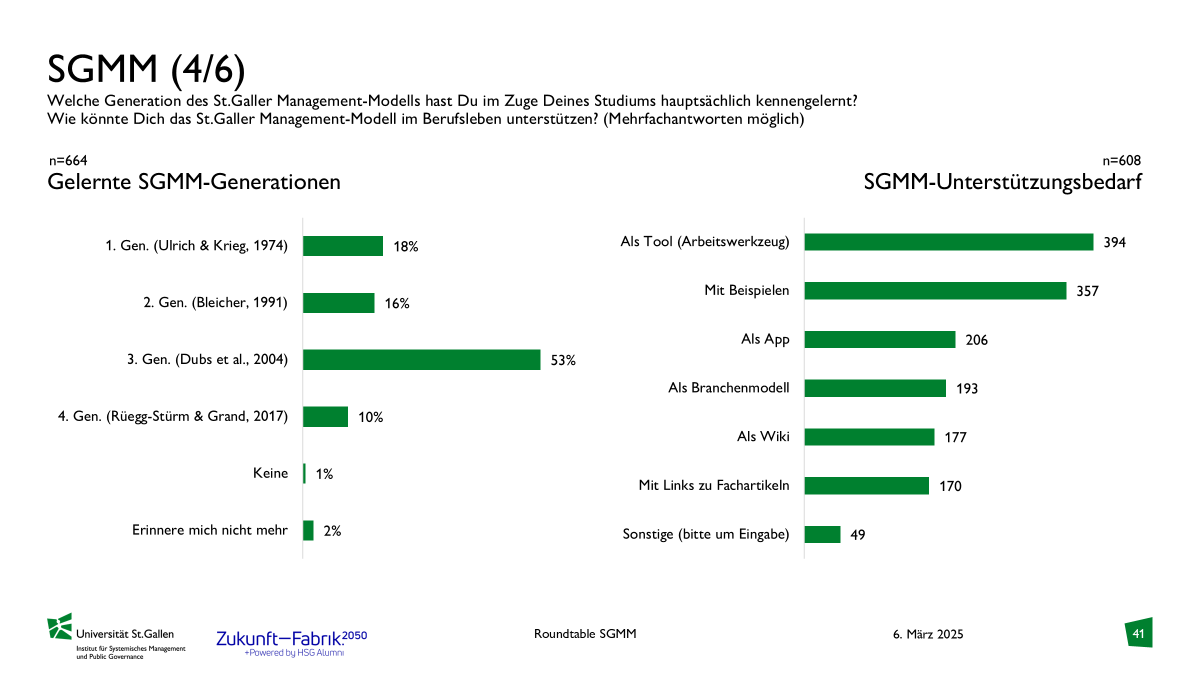 SGMM (4/6)
Welche Generation des St.Galler Management-Modells hast Du im Zuge Deines Studiums hauptsächlich kennengelernt?
Wie könnte Dich das St.Galler Management-Modell im Berufsleben unterstützen? (Mehrfachantworten möglich)
n=664
Gelernte SGMM-Generationen
1. Gen. (Ulrich & Krieg, 1974) 18%
2. Gen. (Bleicher, 1991) 16%
3. Gen. (Dubs et al., 2004) 53%
4. Gen. (Rüegg-Stürm & Grand, 2017) 10%
Keine 1%
Erinnere mich nicht mehr 2%
n=608
SGMM-Unterstützungsbedarf
Als Tool (Arbeitswerkzeug) 394
Mit Beispielen 357
Als App 206
Als Branchenmodell 193
Als Wiki 177
Mit Links zu Fachartikeln 170
Sonstige (bitte um Eingabe) 49
Universität St.Gallen
Institut für Systemisches Management
und Public Governance
Zukunft—Fabrik.2050
+Powered by HSG Alumni
Roundtable SGMM
6. März 2025
41